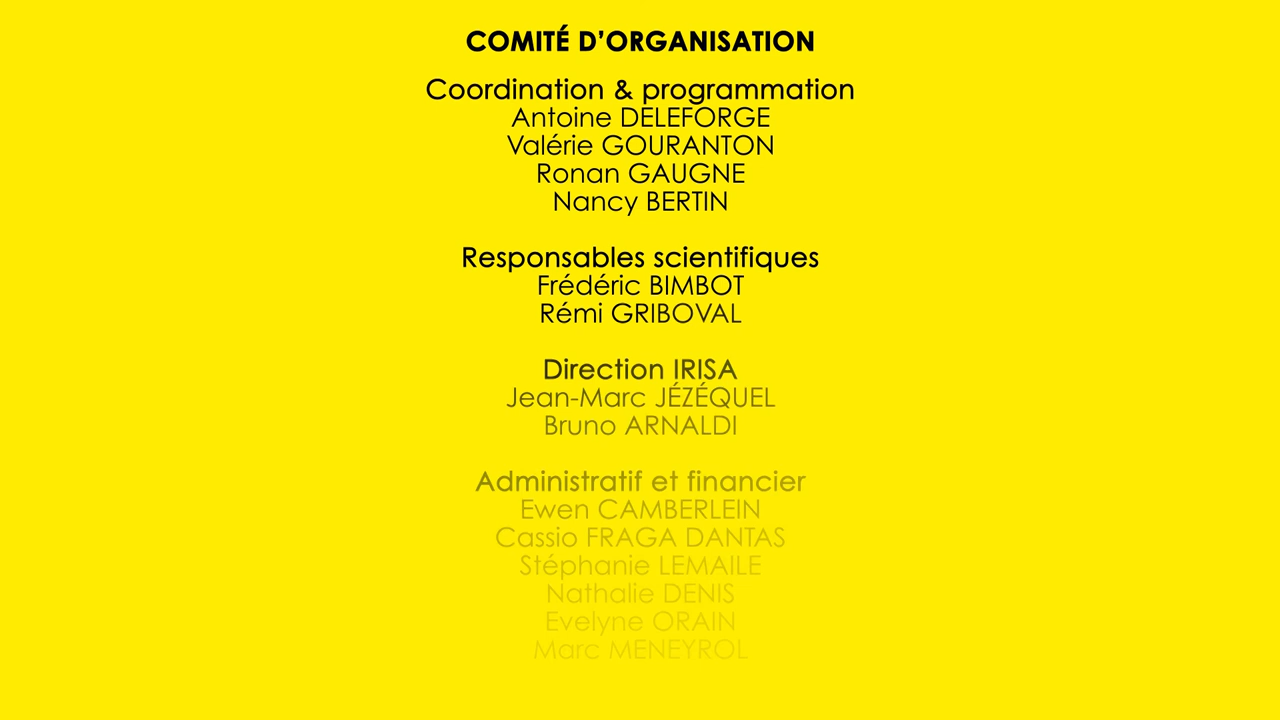 COMITÉ D’ORGANISATION
Coordination & programmation
Antoine DELEFORGE
Valérie GOURANTON
Ronan GAUGNE
Nancy BERTIN
Responsables scientifiques
Frédéric BIMBOT
Rémi GRIBOVAL
Direction IRISA
Jean-Marc JÉZÉQUEL
Bruno ARNALDI
Administratif et financier
Ewen CAMBERLEIN
Cassio FRAGA DANTAS
Stéphanie LEMAILE
Nathalie DENIS
Evelyne ORAIN
Marc MENEYROL